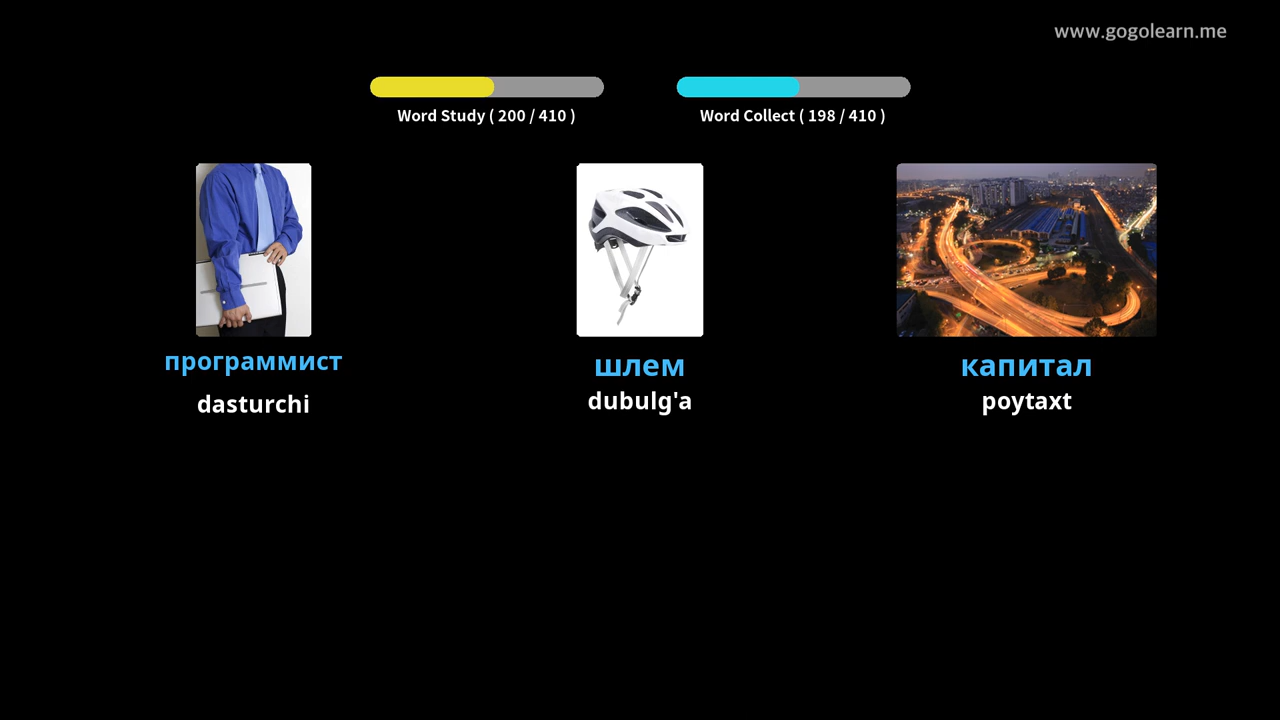 www.gogolearn.me
Word Study ( 200 / 410 )
Word Collect ( 198 / 410 )
программист
dasturchi
шлем
dubulg'a
капитал
poytaxt